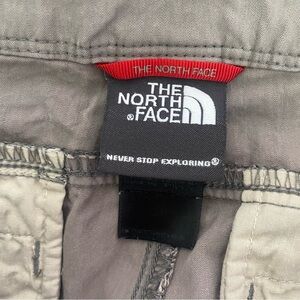 THE NORTH FACE
THE
NORTH
® FACE
NEVER STOP EXPLORING®